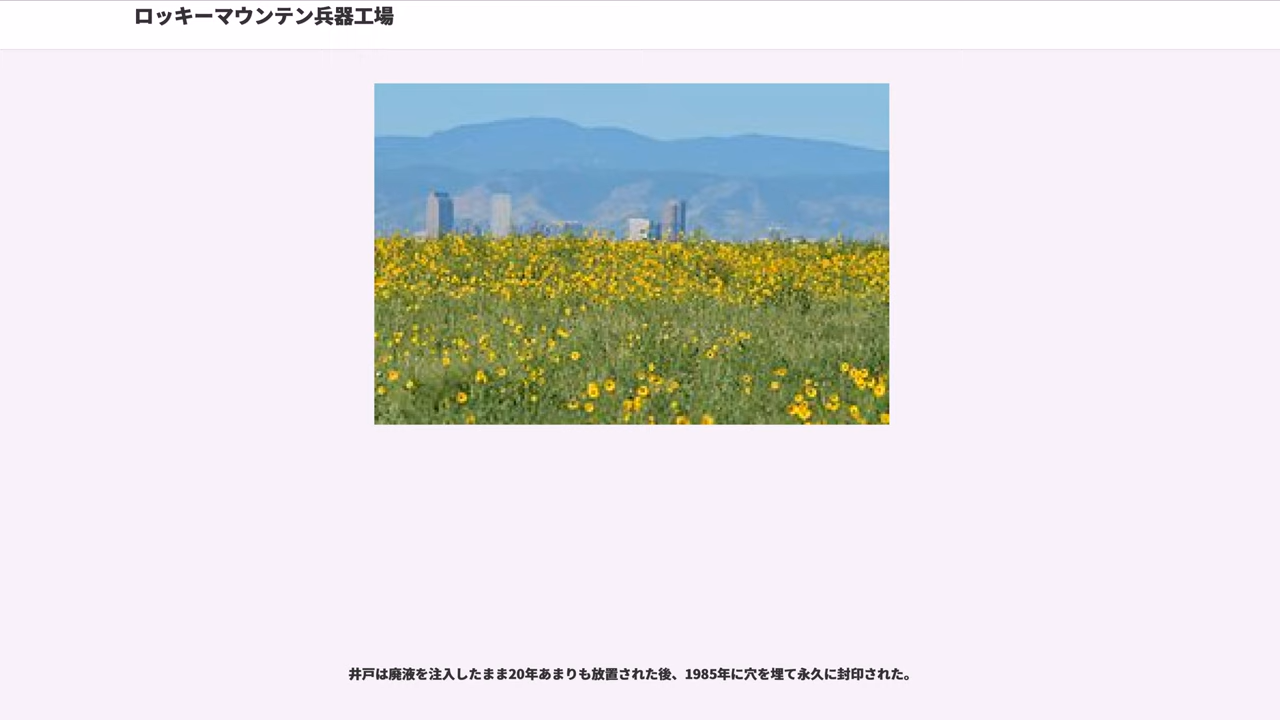 ロッキーマウンテン兵器工場
井戸は廃液を注入したまま20年あまりも放置された後、1985年に穴を埋て永久に封印された。